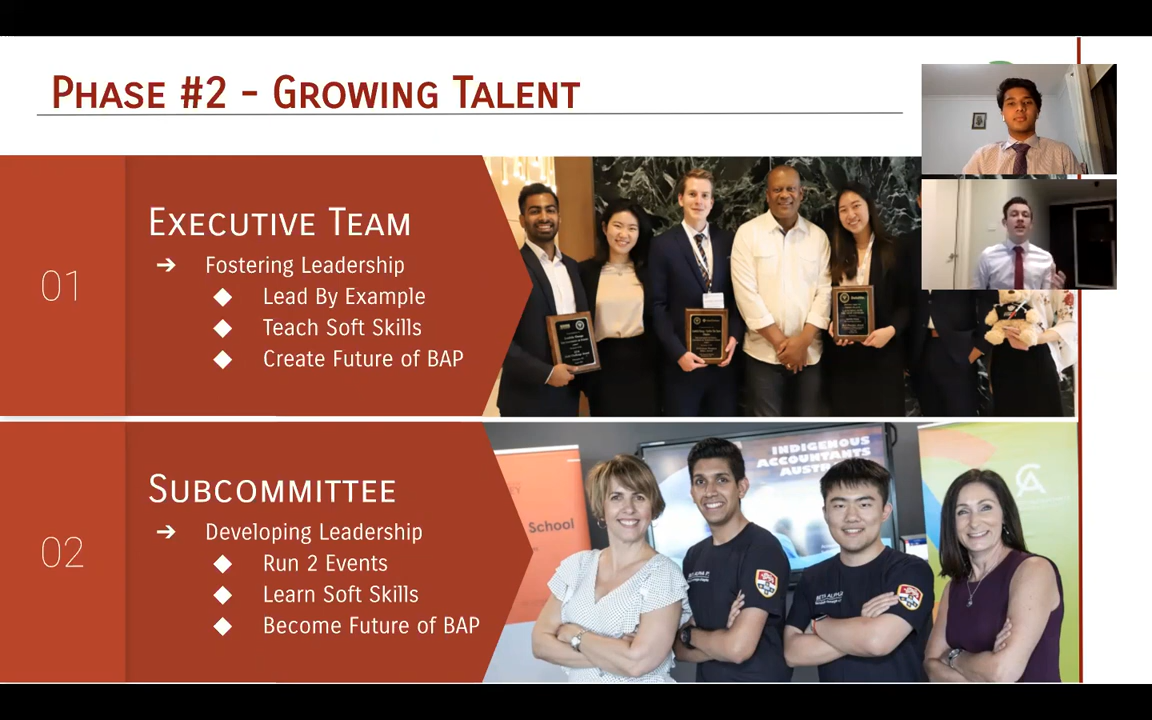 Phase #2 - Growing Talent
01
Executive Team
➔ Fostering Leadership
◆ Lead By Example
◆ Teach Soft Skills
◆ Create Future of BAP
02
Subcommittee
➔ Developing Leadership
◆ Run 2 Events
◆ Learn Soft Skills
◆ Become Future of BAP
INDIGENOUS
ACCOUNTANTS
School
CA